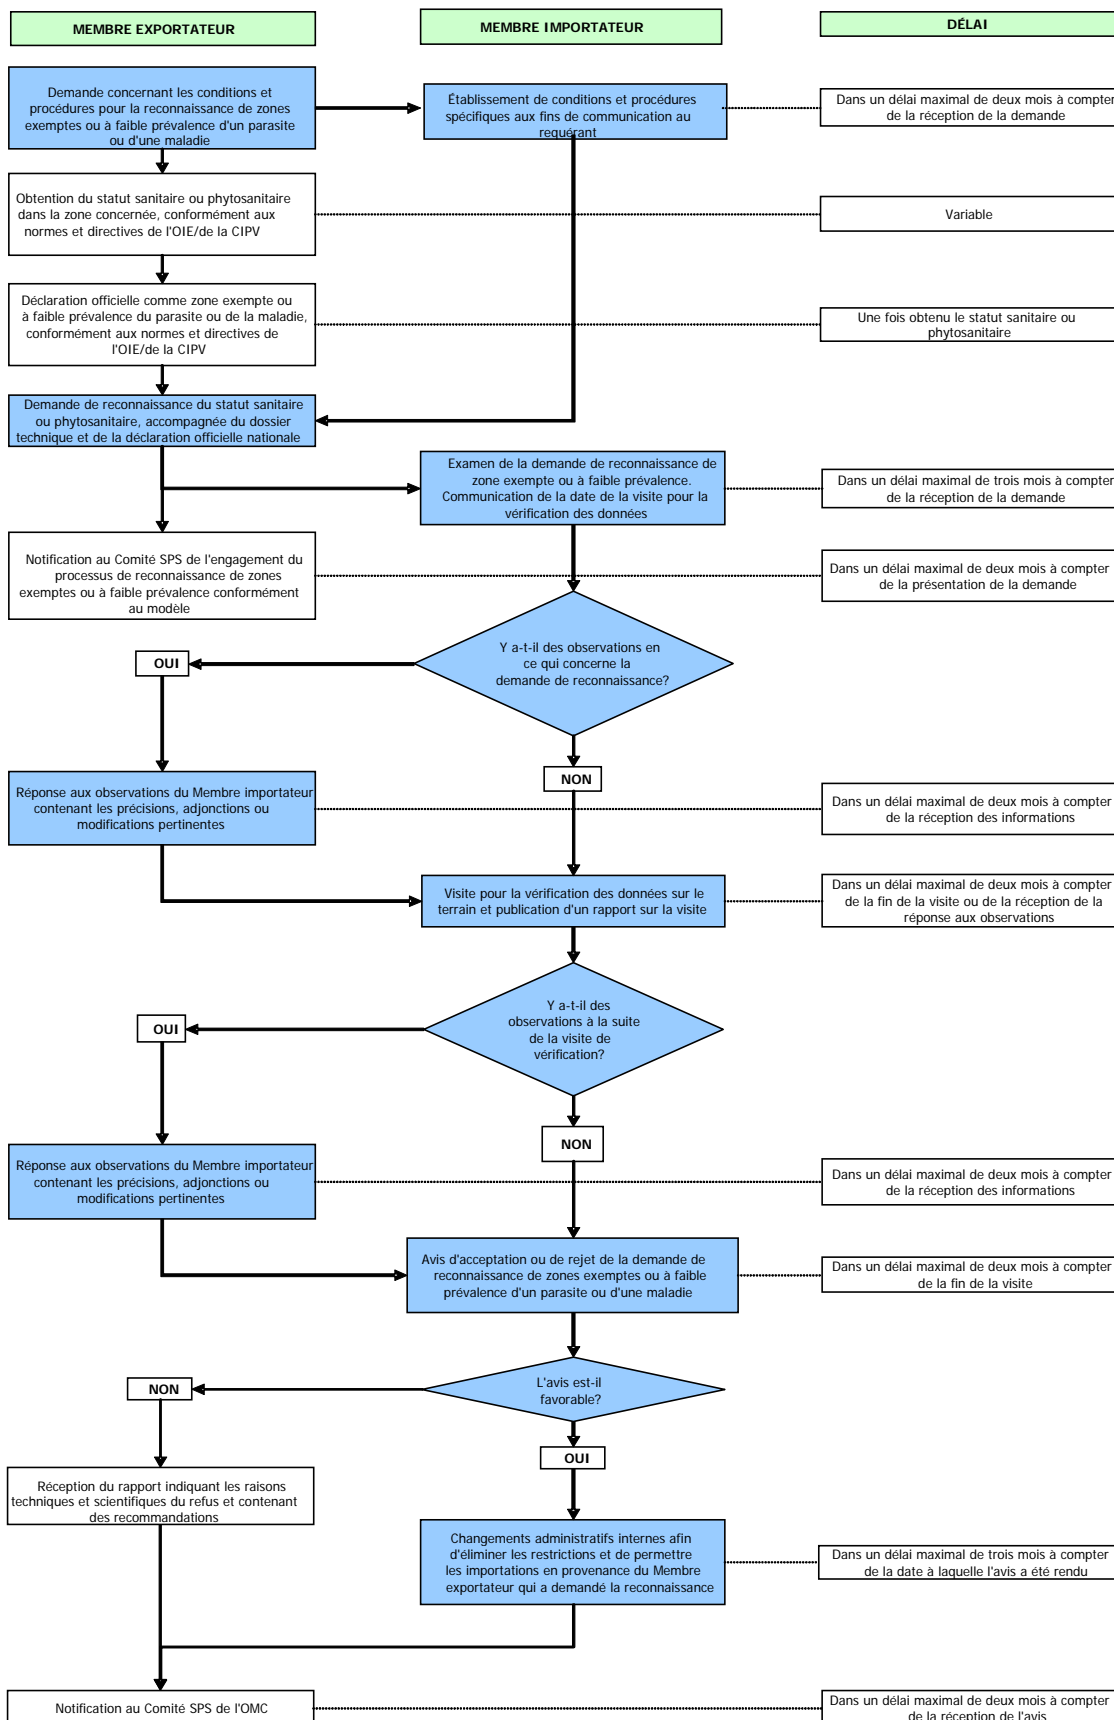 MEMBRE EXPORTATEUR
MEMBRE IMPORTATEUR
DÉLAI
Demande concernant les conditions et
procédures pour la reconnaissance de zones
exemptes ou à faible prévalence d'un parasite
ou d'une maladie
Établissement de conditions et procédures
spécifiques aux fins de communication au
requérant
Dans un délai maximal de deux mois à compter
de la réception de la demande
Obtention du statut sanitaire ou phytosanitaire
dans la zone concernée, conformément aux
normes et directives de l'OIE/de la CIPV
Variable
Déclaration officielle comme zone exempte ou
à faible prévalence du parasite ou de la maladie,
conformément aux normes et directives de
l'OIE/de la CIPV
Une fois obtenu le statut sanitaire ou
phytosanitaire
Demande de reconnaissance du statut sanitaire
ou phytosanitaire, accompagnée du dossier
technique et de la déclaration officielle nationale
Examen de la demande de reconnaissance de
zone exempte ou à faible prévalence.
Communication de la date de la visite pour la
vérification des données
Dans un délai maximal de trois mois à compter
de la réception de la demande
Notification au Comité SPS de l'engagement du
processus de reconnaissance de zones
exemptes ou à faible prévalence conformément
au modèle
Dans un délai maximal de deux mois à compter
de la présentation de la demande
Y a-t-il des observations en
ce qui concerne la
demande de reconnaissance?
OUI
NON
Réponse aux observations du Membre importateur
contenant les précisions, adjonctions ou
modifications pertinentes
Dans un délai maximal de deux mois à compter
de la réception des informations
Visite pour la vérification des données sur le
terrain et publication d'un rapport sur la visite
Dans un délai maximal de deux mois à compter
de la fin de la visite ou de la réception de la
réponse aux observations
Y a-t-il des
observations à la suite
de la visite de
vérification?
OUI
NON
Réponse aux observations du Membre importateur
contenant les précisions, adjonctions ou
modifications pertinentes
Dans un délai maximal de deux mois à compter
de la réception des informations
Avis d'acceptation ou de rejet de la demande de
reconnaissance de zones exemptes ou à faible
prévalence d'un parasite ou d'une maladie
Dans un délai maximal de deux mois à compter
de la fin de la visite
L'avis est-il
favorable?
NON
OUI
Réception du rapport indiquant les raisons
techniques et scientifiques du refus et contenant
des recommandations
Changements administratifs internes afin
d'éliminer les restrictions et de permettre
les importations en provenance du Membre
exportateur qui a demandé la reconnaissance
Dans un délai maximal de trois mois à compter
de la date à laquelle l'avis a été rendu
Notification au Comité SPS de l'OMC
Dans un délai maximal de deux mois à compter
de la réception de l'avis